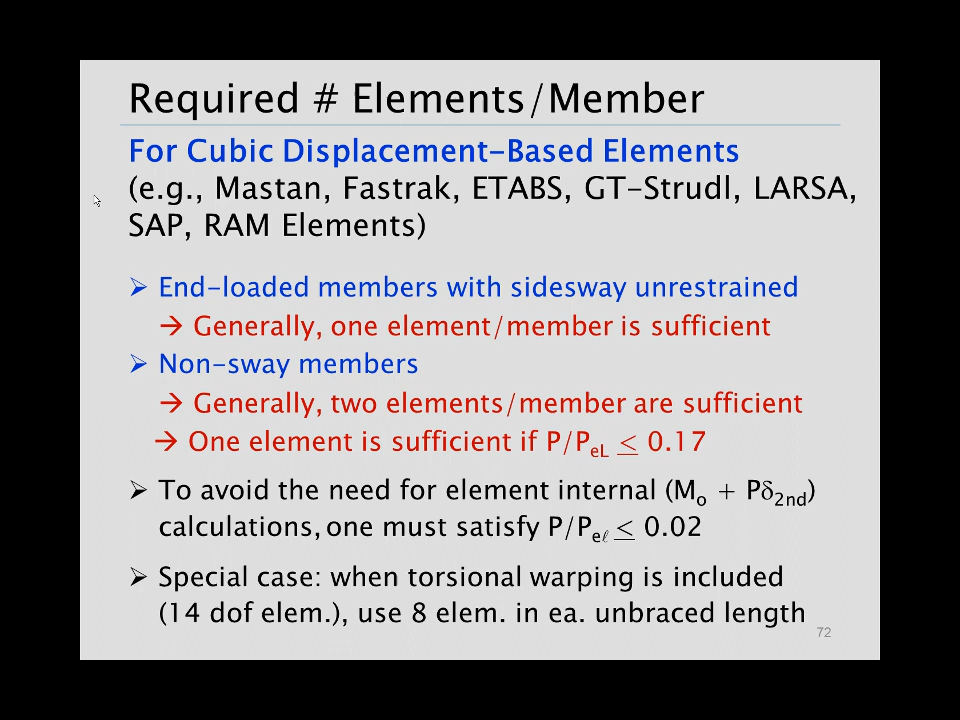 Required # Elements/Member
For Cubic Displacement-Based Elements
(e.g., Mastan, Fastrak, ETABS, GT-Strudl, LARSA,
SAP, RAM Elements)
➢ End-loaded members with sidesway unrestrained
→ Generally, one element/member is sufficient
➢ Non-sway members
→ Generally, two elements/member are sufficient
→ One element is sufficient if P/PeL ≤ 0.17
➢ To avoid the need for element internal (Mo + Pδ2nd)
calculations, one must satisfy P/Peℓ ≤ 0.02
➢ Special case: when torsional warping is included
(14 dof elem.), use 8 elem. in ea. unbraced length
72